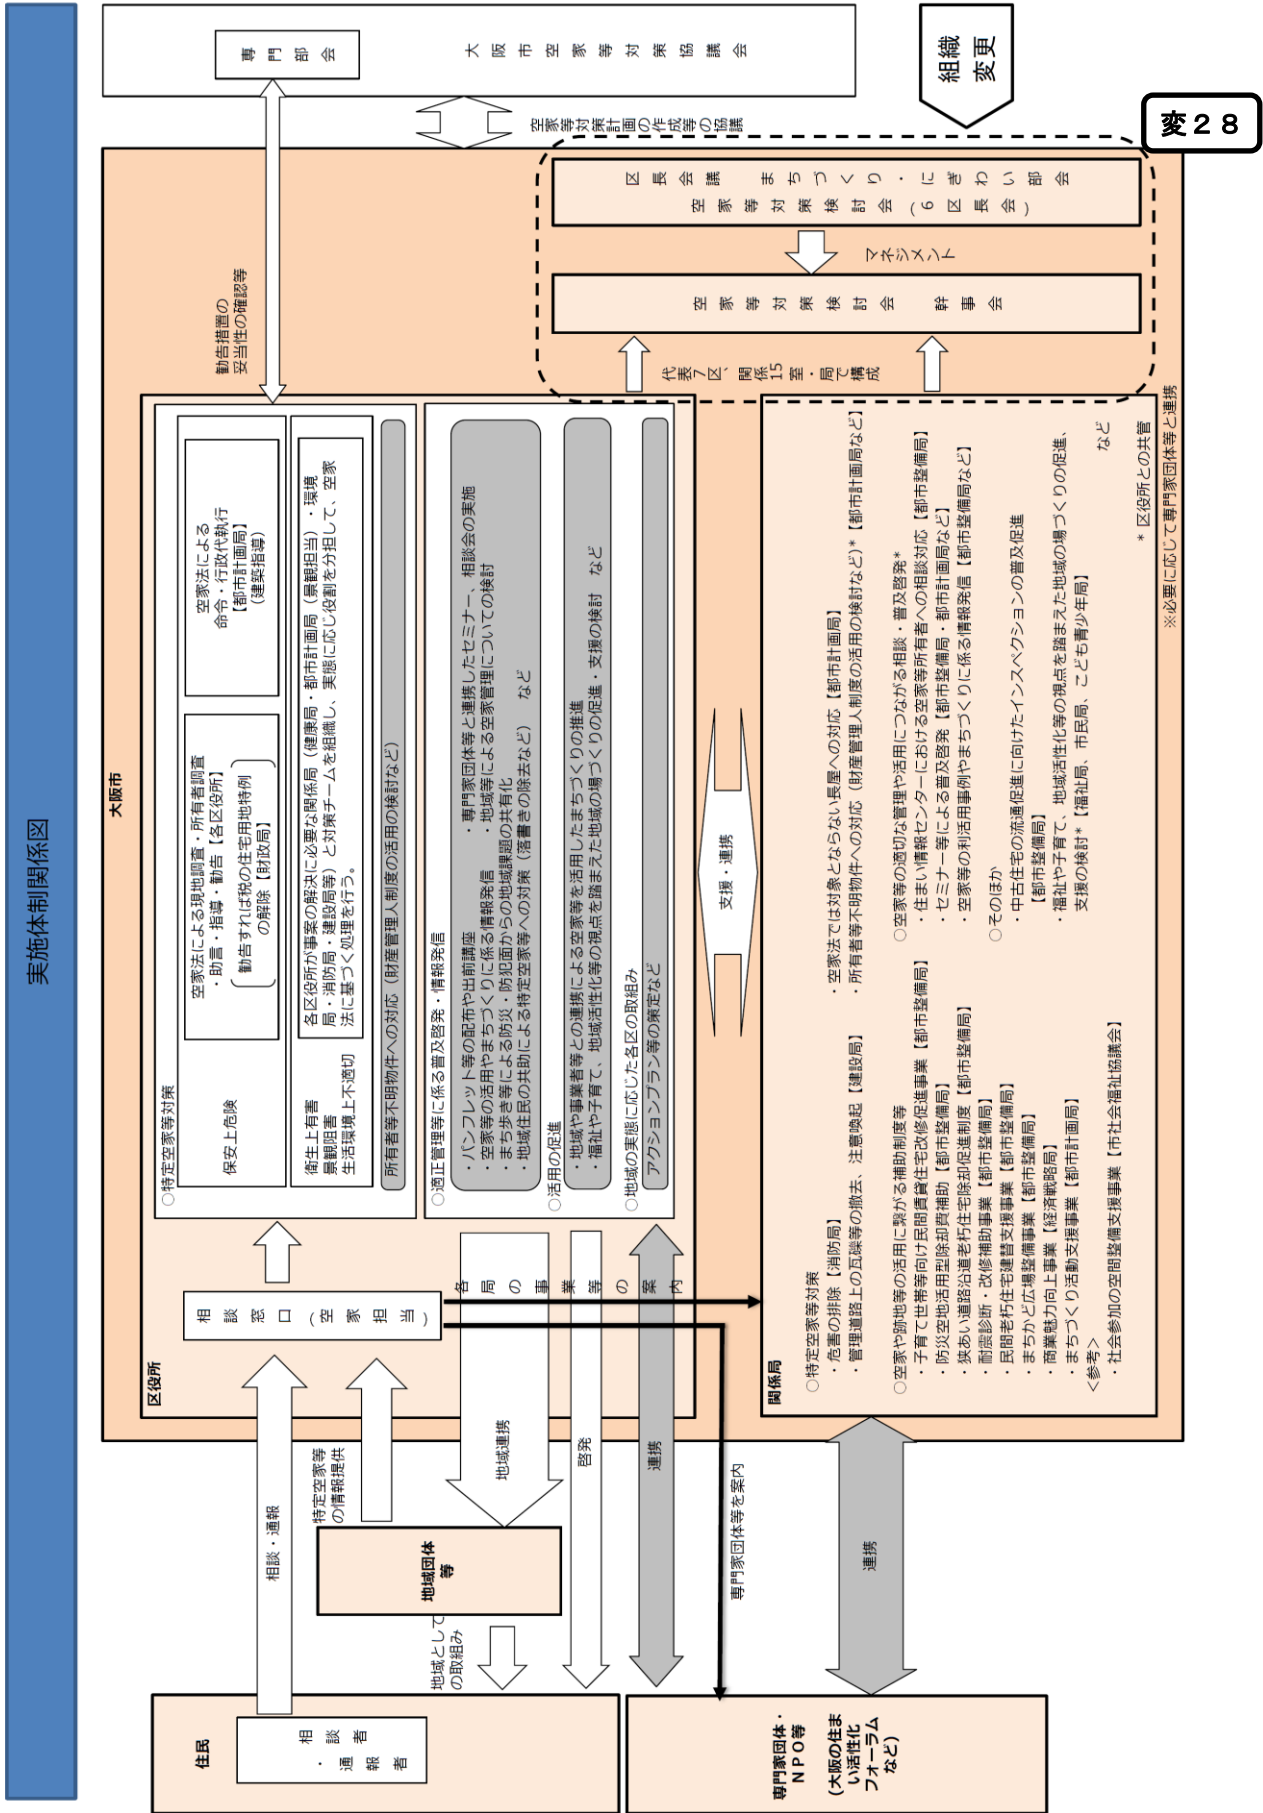 実施体制関係図
変２８
組織
変更
大阪市空家等対策協議会
専門部会
空家等対策計画の作成等の協議
勧告措置の
妥当性の確認等
大阪市
区長会議　まちづくり・にぎわい部会
空家等対策検討会（６区長会）
マネジメント
空家等対策検討会　幹事会
代表7区、関係15室・局で構成
区役所
相談窓口（空家担当）
○特定空家等対策
保安上危険
空家法による現地調査・所有者調査
・助言・指導・勧告【各区役所】
勧告すれば税の住宅用地特例
の解除【財政局】
空家法による
命令・行政代執行
【都市計画局】
（建築指導）
衛生上有害
景観阻害
生活環境上不適切
各区役所が事案の解決に必要な関係局（健康局・都市計画局（景観担当）・環境
局・消防局・建設局等）と対策チームを組織し、実態に応じ役割を分担して、空家
法に基づく処理を行う。
所有者等不明物件への対応（財産管理人制度の活用の検討など）
○適正管理等に係る普及啓発・情報発信
・パンフレット等の配布や出前講座　・専門家団体等と連携したセミナー、相談会の実施
・空家等の活用やまちづくりに係る情報発信　・地域等による空家管理についての検討
・まち歩き等による防災・防犯面からの地域課題の共有化
・地域住民の共助による特定空家等への対策（落書きの除去など）　など
○活用の促進
・地域や事業者等との連携による空家等を活用したまちづくりの推進
・福祉や子育て、地域活性化等の視点を踏まえた地域の場づくりの促進・支援の検討　など
○地域の実態に応じた各区の取組み
アクションプラン等の策定など
各局の事業等の案内
支援・連携
関係局
○特定空家等対策
・危害の排除【消防局】
・管理道路上の瓦礫等の撤去、注意喚起【建設局】
・空家法では対象とならない長屋への対応【都市計画局】
・所有者等不明物件への対応（財産管理人制度の活用の検討など）*【都市計画局など】
○空家や跡地等の活用に繋がる補助制度等
・子育て世帯等向け民間賃貸住宅改修促進事業【都市整備局】
・防災空地活用型除却費補助【都市整備局】
・狭あい道路沿道老朽住宅除却促進制度【都市整備局】
・耐震診断・改修補助事業【都市整備局】
・民間老朽住宅建替支援事業【都市整備局】
・まちかど広場整備事業【都市整備局】
・商業魅力向上事業【経済戦略局】
・まちづくり活動支援事業【都市計画局】
＜参考＞
・社会参加の空間整備支援事業【市社会福祉協議会】
○空家等の適切な管理や活用につながる相談・普及啓発*
・住まい情報センターにおける空家等所有者への相談対応【都市整備局】
・セミナー等による普及啓発【都市整備局・都市計画局など】
・空家等の利活用事例やまちづくりに係る情報発信【都市整備局など】
○そのほか
・中古住宅の流通促進に向けたインスペクションの普及促進
【都市整備局】
・福祉や子育て、地域活性化等の視点を踏まえた地域の場づくりの促進、
支援の検討*【福祉局、市民局、こども青少年局】
など
* 区役所との共管
※必要に応じて専門家団体等と連携
相談・通報
特定空家等
の情報提供
地域連携
啓発
連携
専門家団体等を案内
連携
地域団体
等
地域として
の取組み
住民
相談者
・通報者
専門家団体・
ＮＰＯ等
(大阪の住ま
い活性化
フォーラム
など)